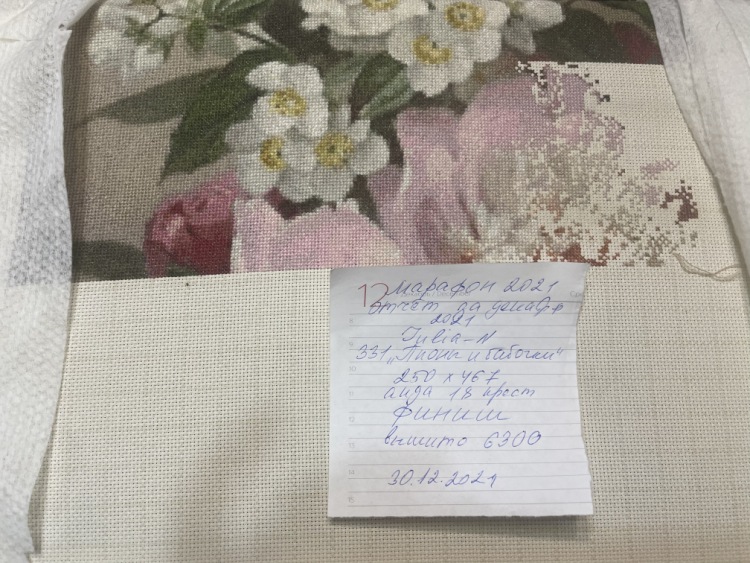 12
марафон 2021
отчёт за декабрь
2021
Iulia-N
331 „Пионы и бабочки“
250 x 467
аида 18 крест
Финиш
вышито 6300
30.12.2021